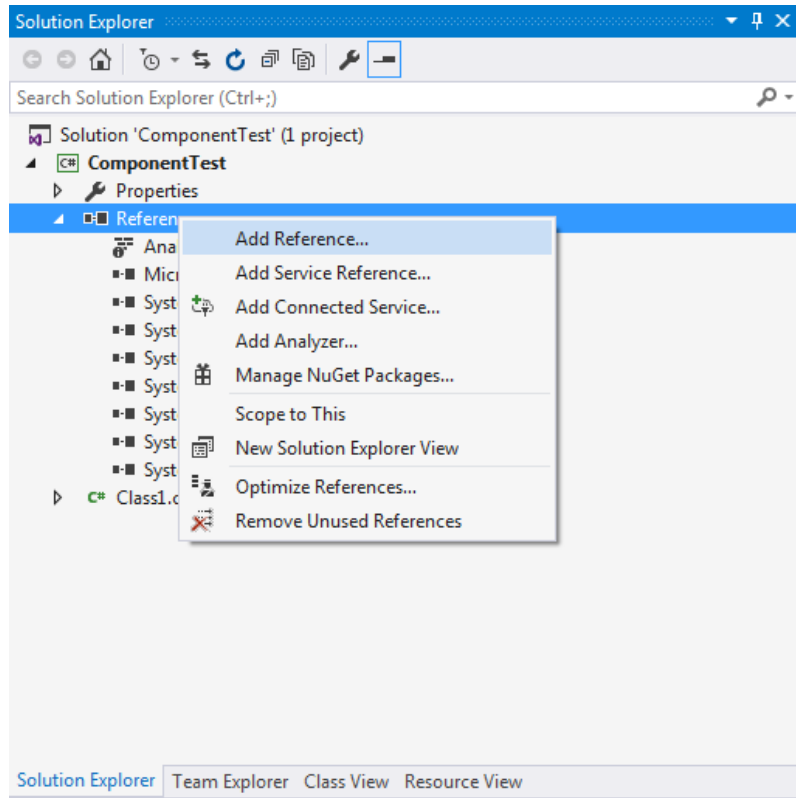 Solution Explorer
Search Solution Explorer (Ctrl+;)
Solution 'ComponentTest' (1 project)
C# ComponentTest
Properties
Referen
Add Reference...
Ana
Add Service Reference...
Mic
Syst
Add Connected Service...
Syst
Add Analyzer...
Syst
Manage NuGet Packages...
Syst
Syst
Scope to This
Syst
New Solution Explorer View
Syst
Optimize References...
C# Class1.c
Remove Unused References
Solution Explorer Team Explorer Class View Resource View